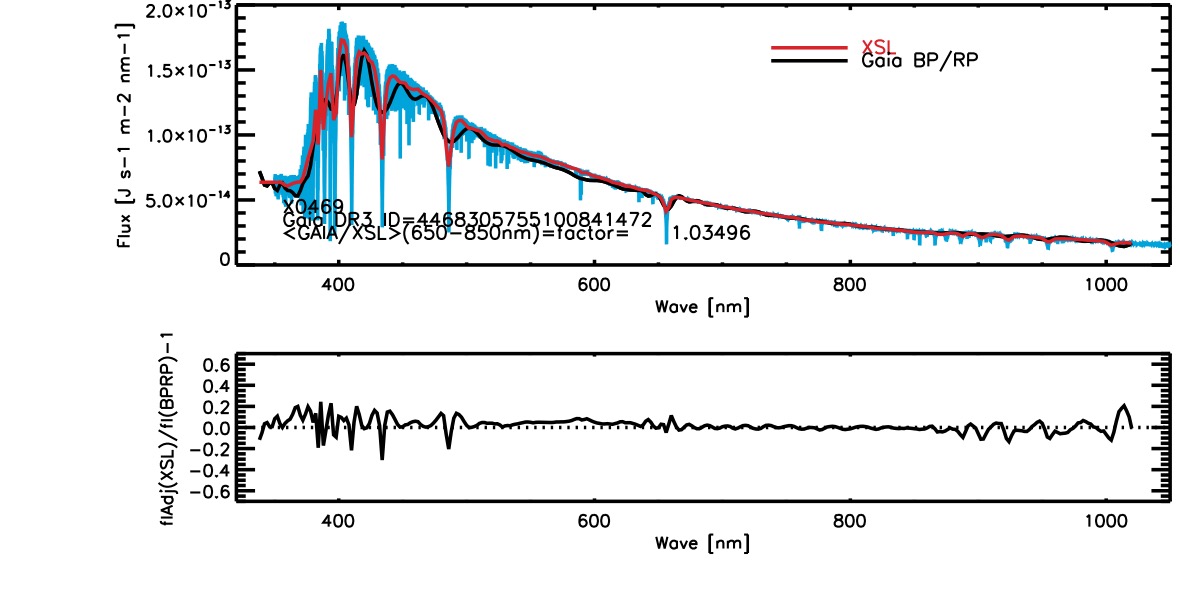 2.0×10−13
1.5×10−13
1.0×10−13
5.0×10−14
0
Flux [J s−1 m−2 nm−1]
XSL
Gaia BP/RP
X0469
Gaia DR3 ID=4468305755100841472
<GAIA/XSL>(650−850nm)=factor= 1.03496
400 600 800 1000
Wave [nm]
flAdj(XSL)/fl(BPRP)−1
0.6
0.4
0.2
0.0
−0.2
−0.4
−0.6
400 600 800 1000
Wave [nm]